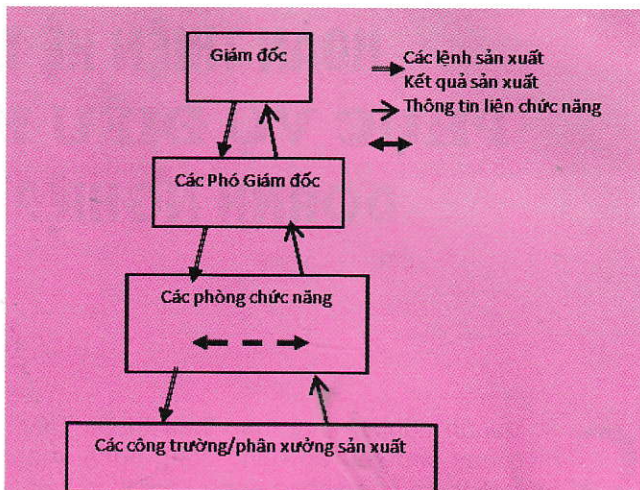 Giám đốc
Các lệnh sản xuất
Kết quả sản xuất
Thông tin liên chức năng
Các Phó Giám đốc
Các phòng chức năng
Các công trường/phân xưởng sản xuất